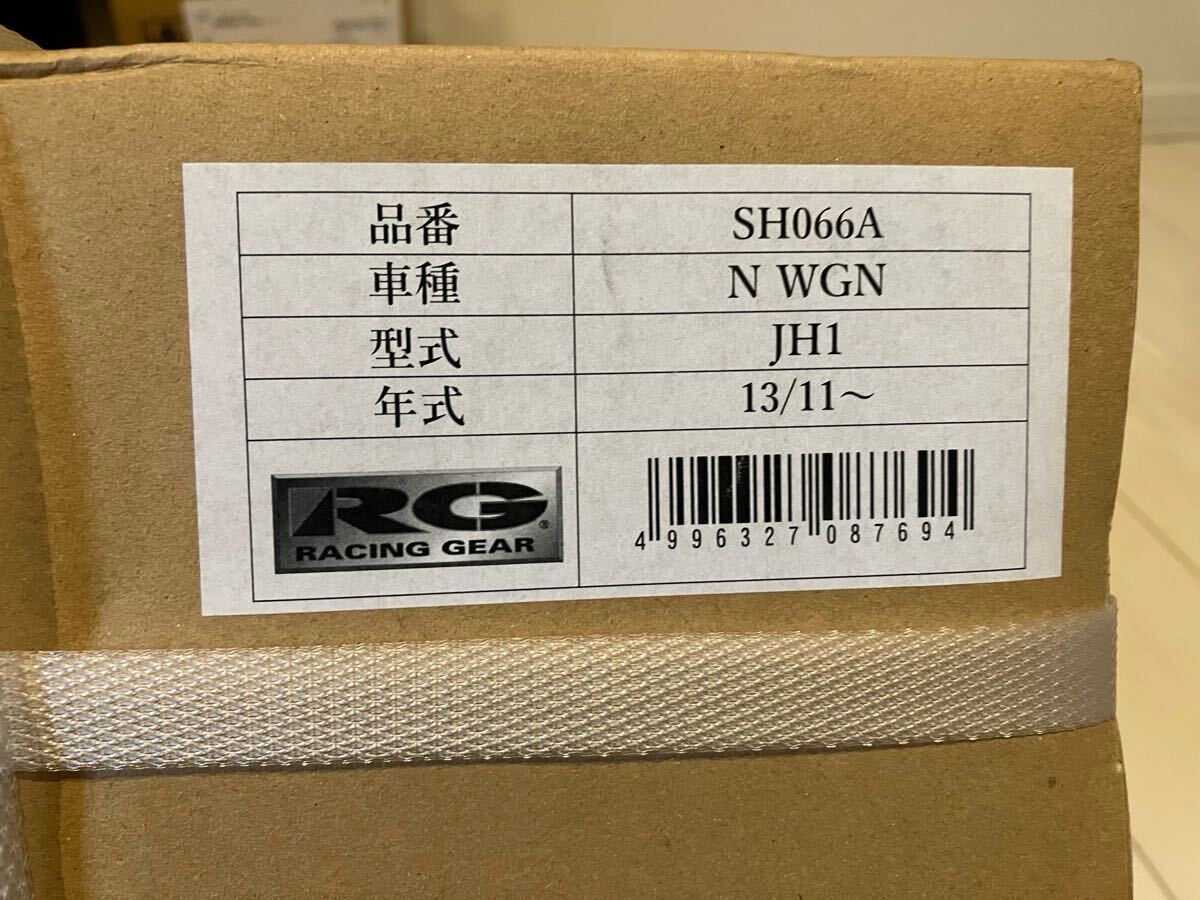 品番 SH066A
車種 N WGN
型式 JH1
年式 13/11～
RG®
RACING GEAR
4 996327 087694